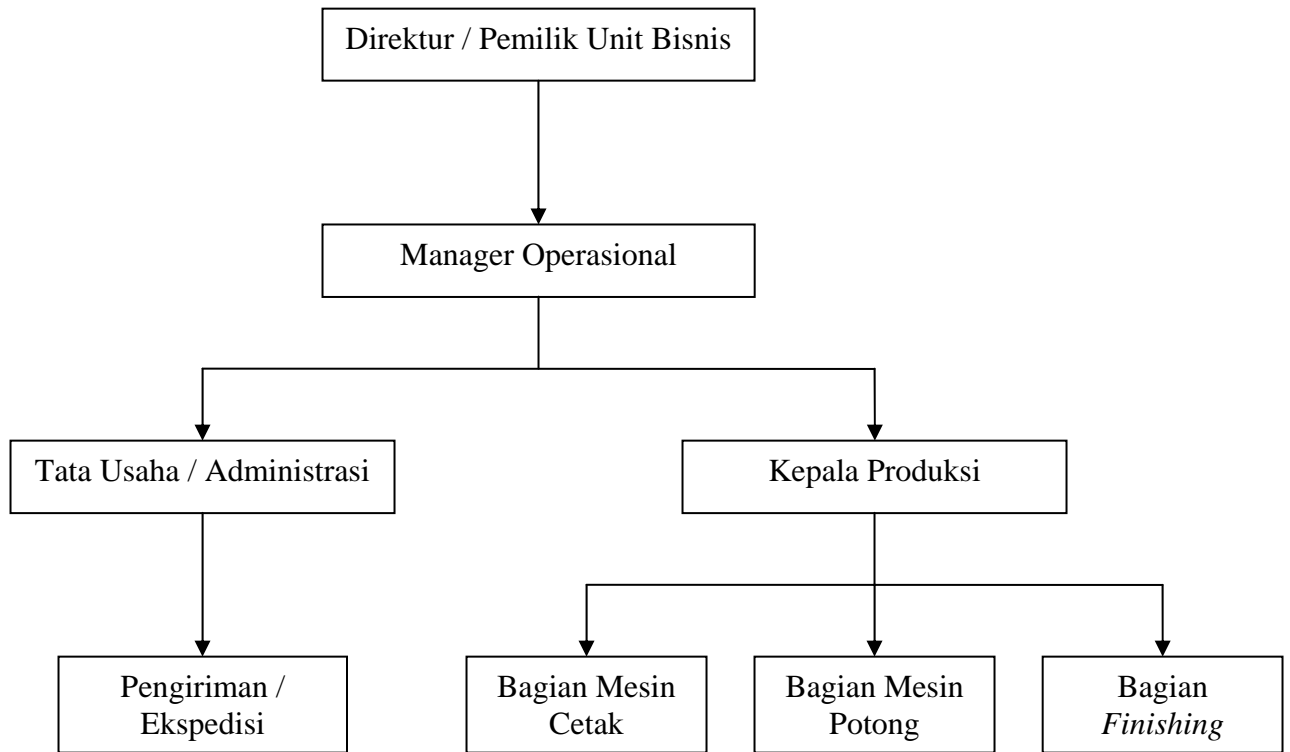 Direktur / Pemilik Unit Bisnis
Manager Operasional
Tata Usaha / Administrasi
Kepala Produksi
Pengiriman /
Ekspedisi
Bagian Mesin
Cetak
Bagian Mesin
Potong
Bagian
Finishing